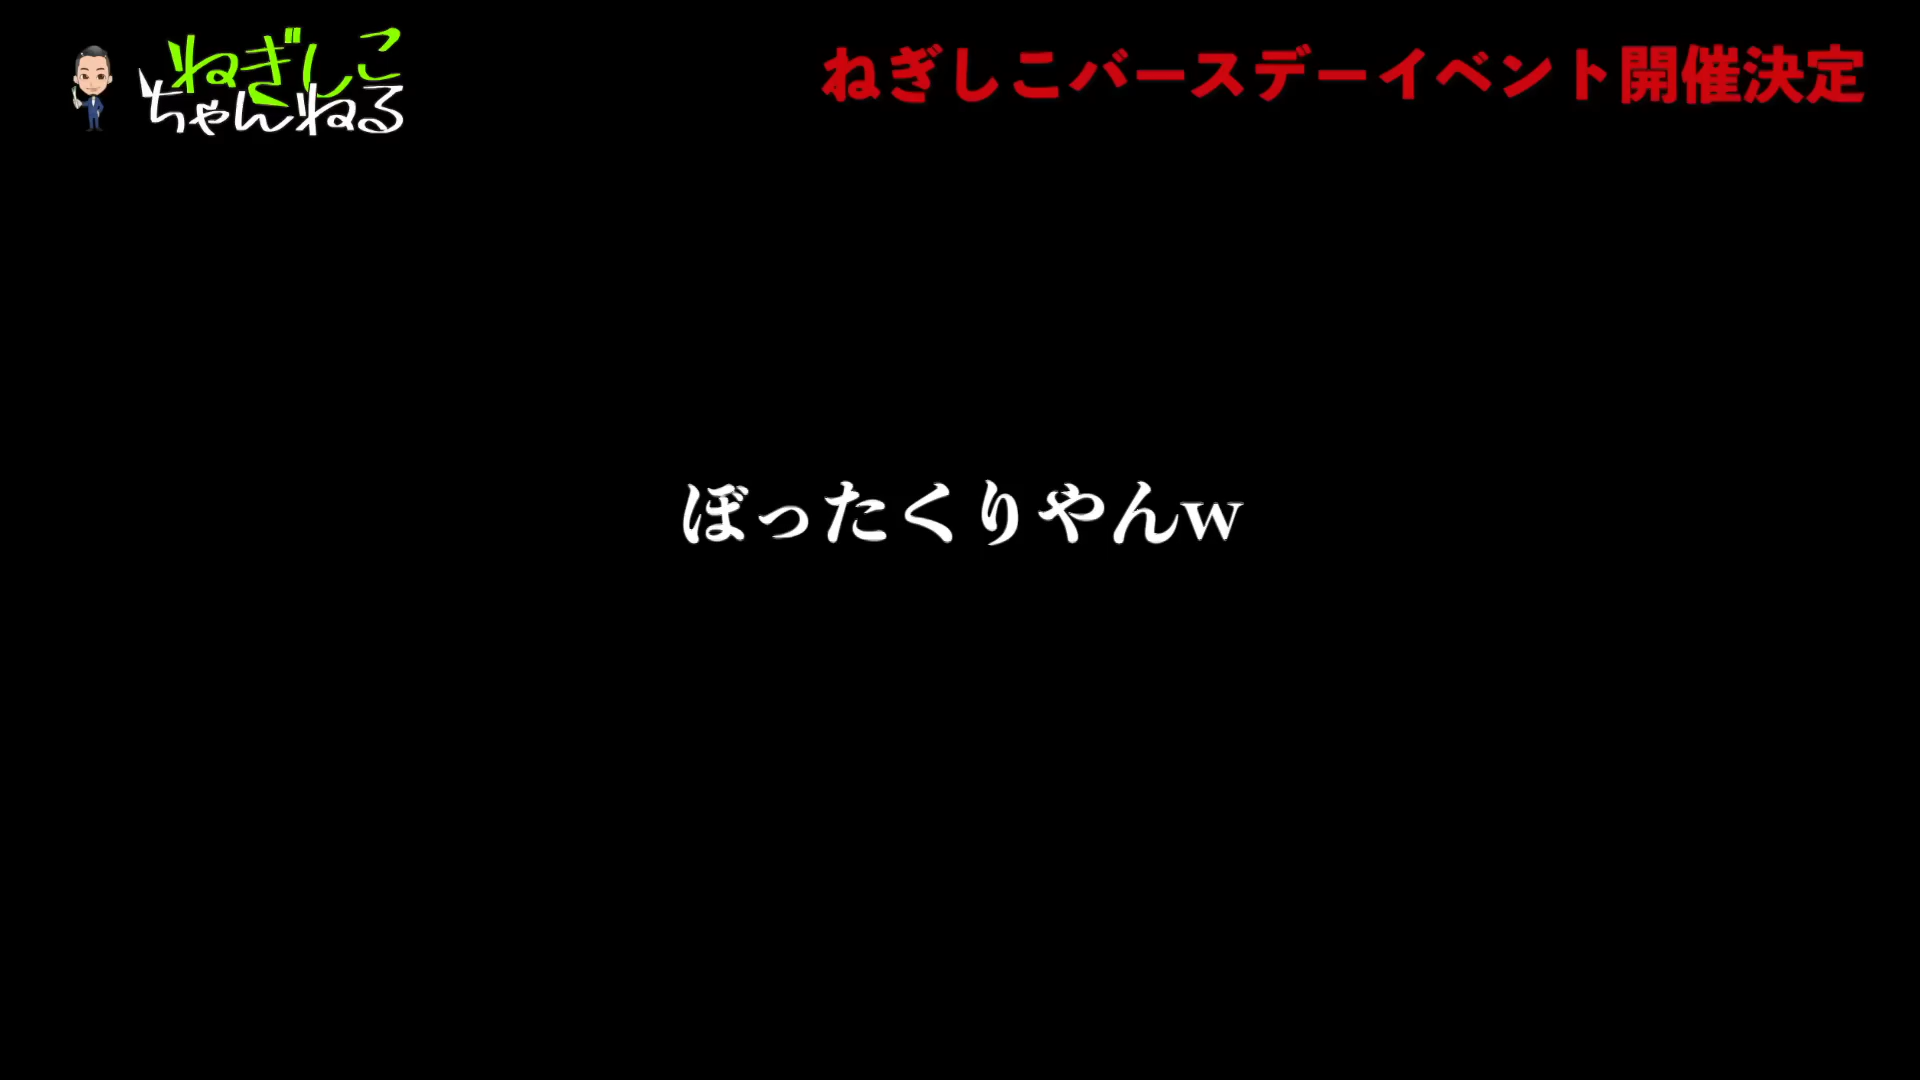 ねぎしこ
ちゃんねる
ねぎしこバースデーイベント開催決定
ぼったくりやんw